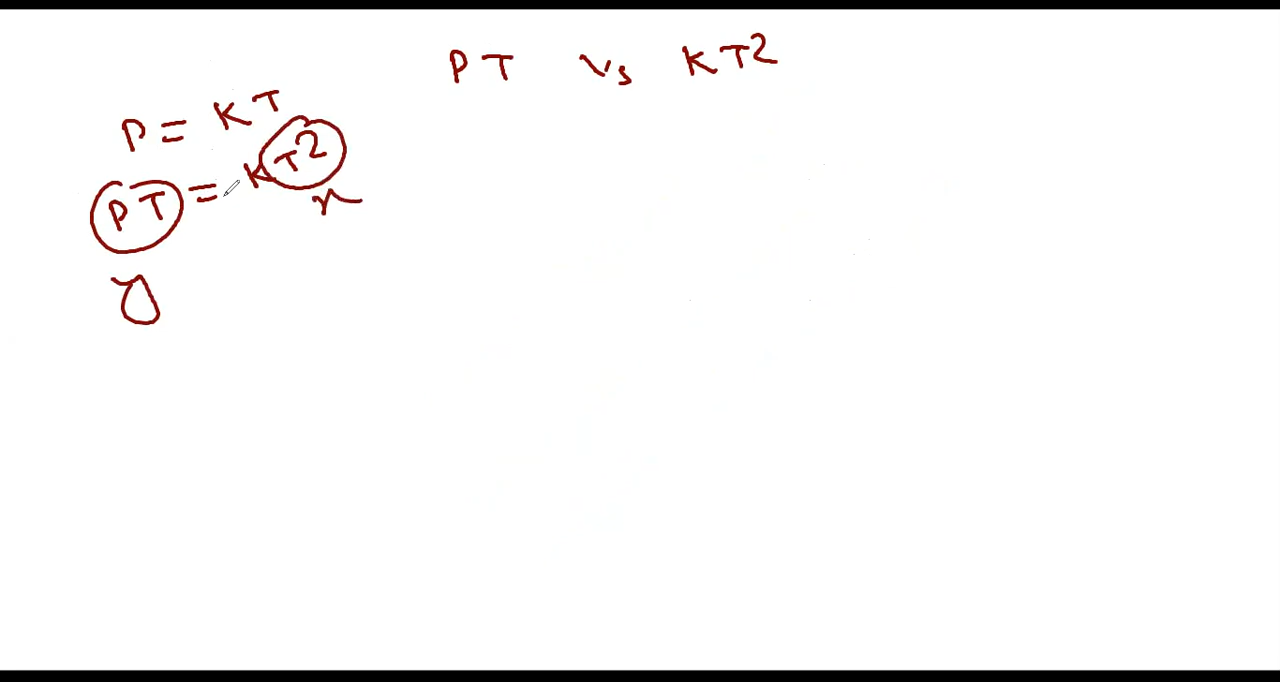 PT Vs KT2
P = KT
PT = KT2
x
y